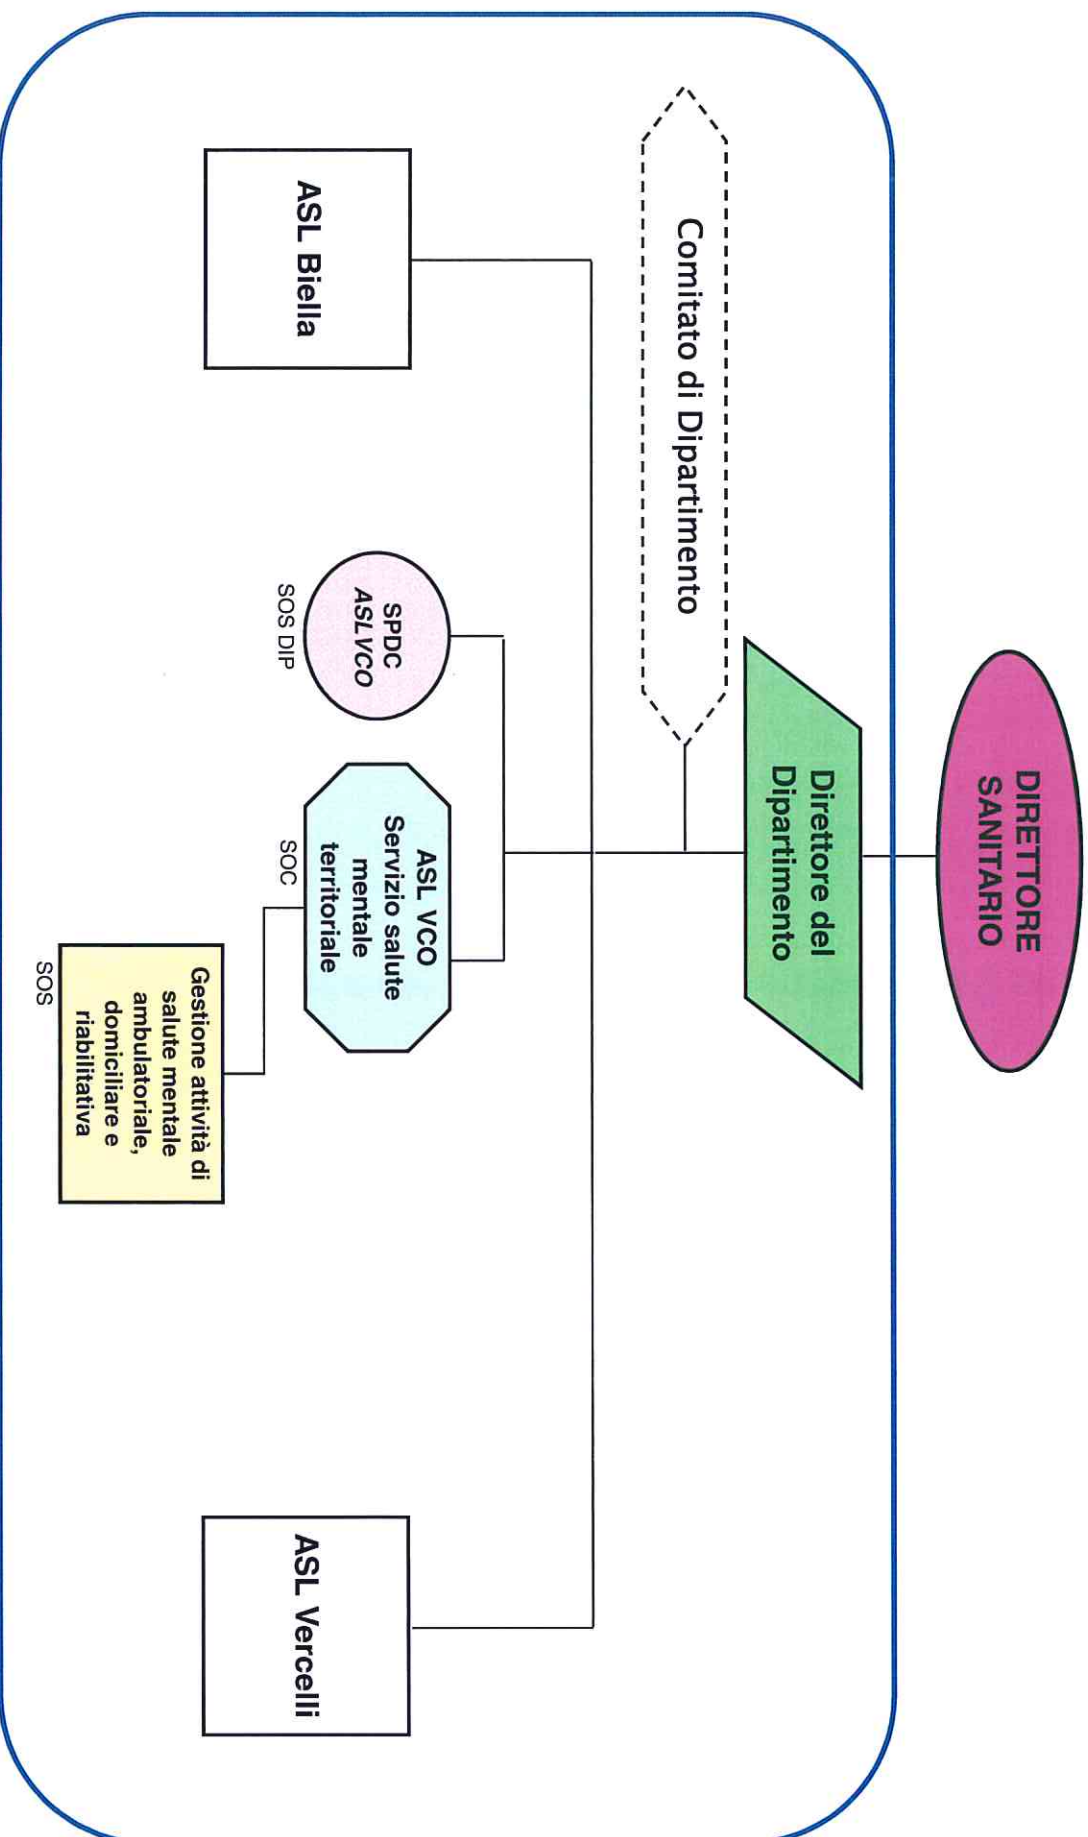 DIRETTORE
SANITARIO
Direttore del
Dipartimento
Comitato di Dipartimento
ASL Biella
SPDC
ASLVCO
SOS DIP
ASL VCO
Servizio salute
mentale
territoriale
SOC
Gestione attività di
salute mentale
ambulatoriale,
domiciliare e
riabilitativa
SOS
ASL Vercelli